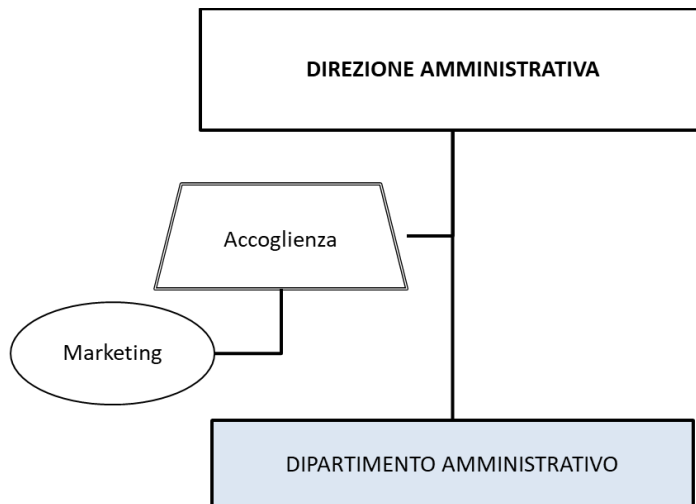 DIREZIONE AMMINISTRATIVA
Accoglienza
Marketing
DIPARTIMENTO AMMINISTRATIVO